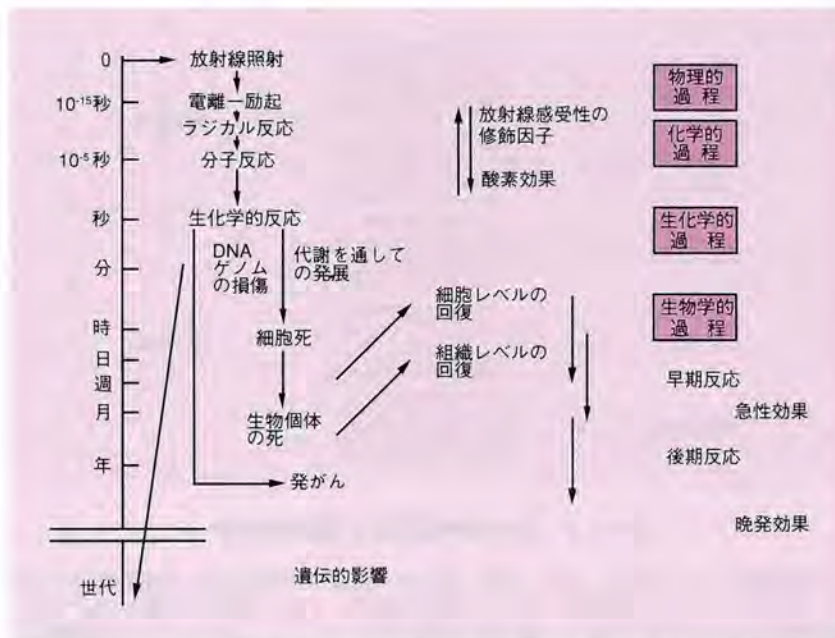 0
放射線照射
10-15秒
電離―励起
ラジカル反応
10-5秒
分子反応
秒
生化学的反応
分
DNA
ゲノム
の損傷
代謝を通して
の発展
時
細胞死
日
週
月
生物個体
の死
年
発がん
世代
遺伝的影響
放射線感受性の
修飾因子
酸素効果
細胞レベルの
回復
組織レベルの
回復
物理的
過程
化学的
過程
生化学的
過程
生物学的
過程
早期反応
急性効果
後期反応
晩発効果